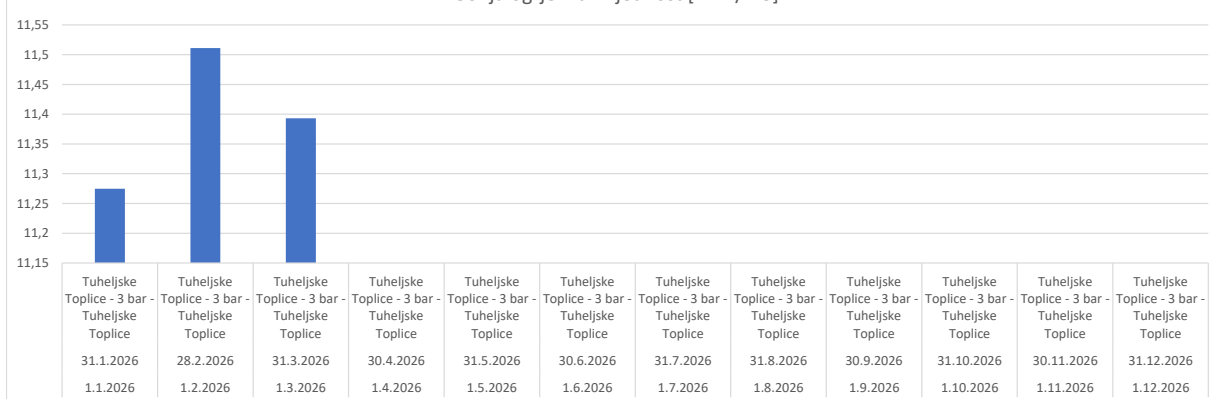 11,55
11,5
11,45
11,4
11,35
11,3
11,25
11,2
11,15
Tuheljske Tuheljske Tuheljske Tuheljske Tuheljske Tuheljske Tuheljske Tuheljske Tuheljske Tuheljske Tuheljske Tuheljske
Toplice - 3 bar - Toplice - 3 bar - Toplice - 3 bar - Toplice - 3 bar - Toplice - 3 bar - Toplice - 3 bar - Toplice - 3 bar - Toplice - 3 bar - Toplice - 3 bar - Toplice - 3 bar - Toplice - 3 bar - Toplice - 3 bar -
Tuheljske Tuheljske Tuheljske Tuheljske Tuheljske Tuheljske Tuheljske Tuheljske Tuheljske Tuheljske Tuheljske Tuheljske
Toplice Toplice Toplice Toplice Toplice Toplice Toplice Toplice Toplice Toplice Toplice Toplice
31.1.2026 28.2.2026 31.3.2026 30.4.2026 31.5.2026 30.6.2026 31.7.2026 31.8.2026 30.9.2026 31.10.2026 30.11.2026 31.12.2026
1.1.2026 1.2.2026 1.3.2026 1.4.2026 1.5.2026 1.6.2026 1.7.2026 1.8.2026 1.9.2026 1.10.2026 1.11.2026 1.12.2026